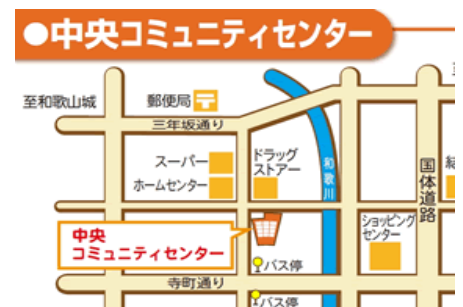 ●中央コミュニティセンター
至和歌山城
郵便局
三年坂通り
スーパー
ホームセンター
ドラッグ
ストアー
和歌川
国体道路
ショッピング
センター
中央
コミュニティセンター
バス停
寺町通り
バス停